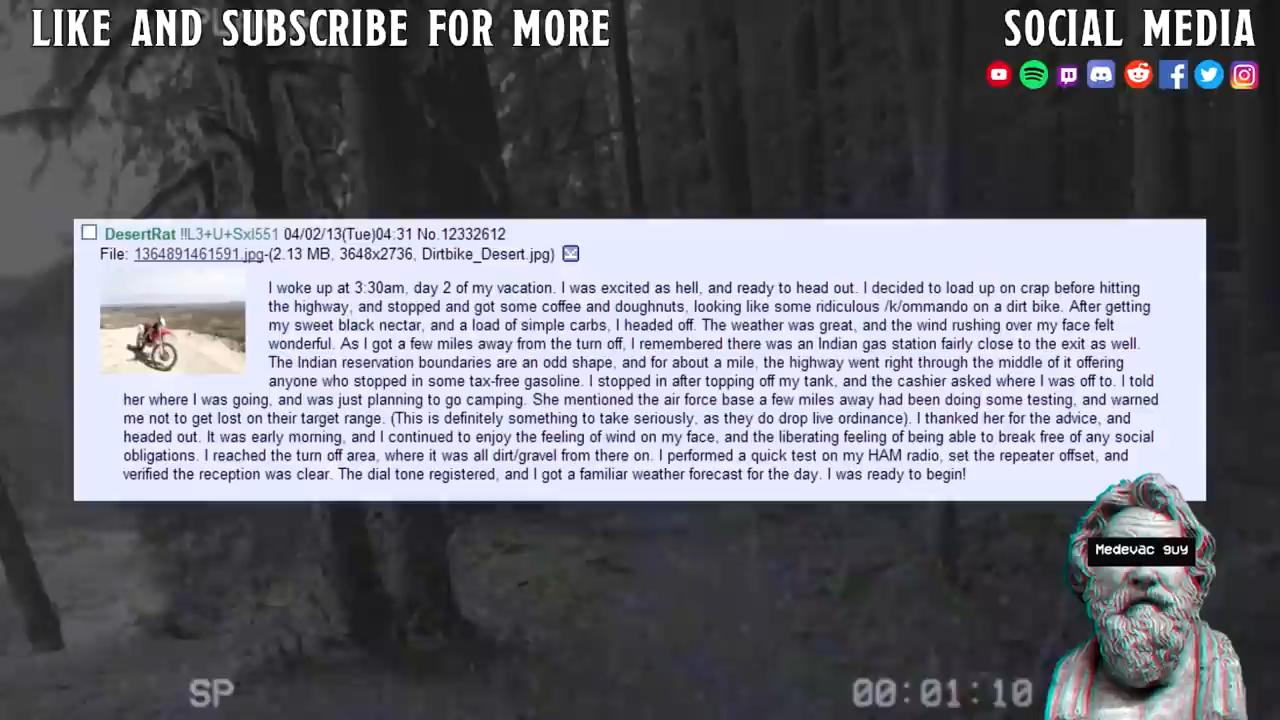 LIKE AND SUBSCRIBE FOR MORE
SOCIAL MEDIA
DesertRat !!L3+U+Sxl551 04/02/13(Tue)04:31 No.12332612
File: 1364891461591.jpg-(2.13 MB, 3648x2736, Dirtbike_Desert.jpg)
I woke up at 3:30am, day 2 of my vacation. I was excited as hell, and ready to head out. I decided to load up on crap before hitting
the highway, and stopped and got some coffee and doughnuts, looking like some ridiculous /k/ommando on a dirt bike. After getting
my sweet black nectar, and a load of simple carbs, I headed off. The weather was great, and the wind rushing over my face felt
wonderful. As I got a few miles away from the turn off, I remembered there was an Indian gas station fairly close to the exit as well.
The Indian reservation boundaries are an odd shape, and for about a mile, the highway went right through the middle of it offering
anyone who stopped in some tax-free gasoline. I stopped in after topping off my tank, and the cashier asked where I was off to. I told
her where I was going, and was just planning to go camping. She mentioned the air force base a few miles away had been doing some testing, and warned
me not to get lost on their target range. (This is definitely something to take seriously, as they do drop live ordinance). I thanked her for the advice, and
headed out. It was early morning, and I continued to enjoy the feeling of wind on my face, and the liberating feeling of being able to break free of any social
obligations. I reached the turn off area, where it was all dirt/gravel from there on. I performed a quick test on my HAM radio, set the repeater offset, and
verified the reception was clear. The dial tone registered, and I got a familiar weather forecast for the day. I was ready to begin!
Medevac guy
SP
00:01:10